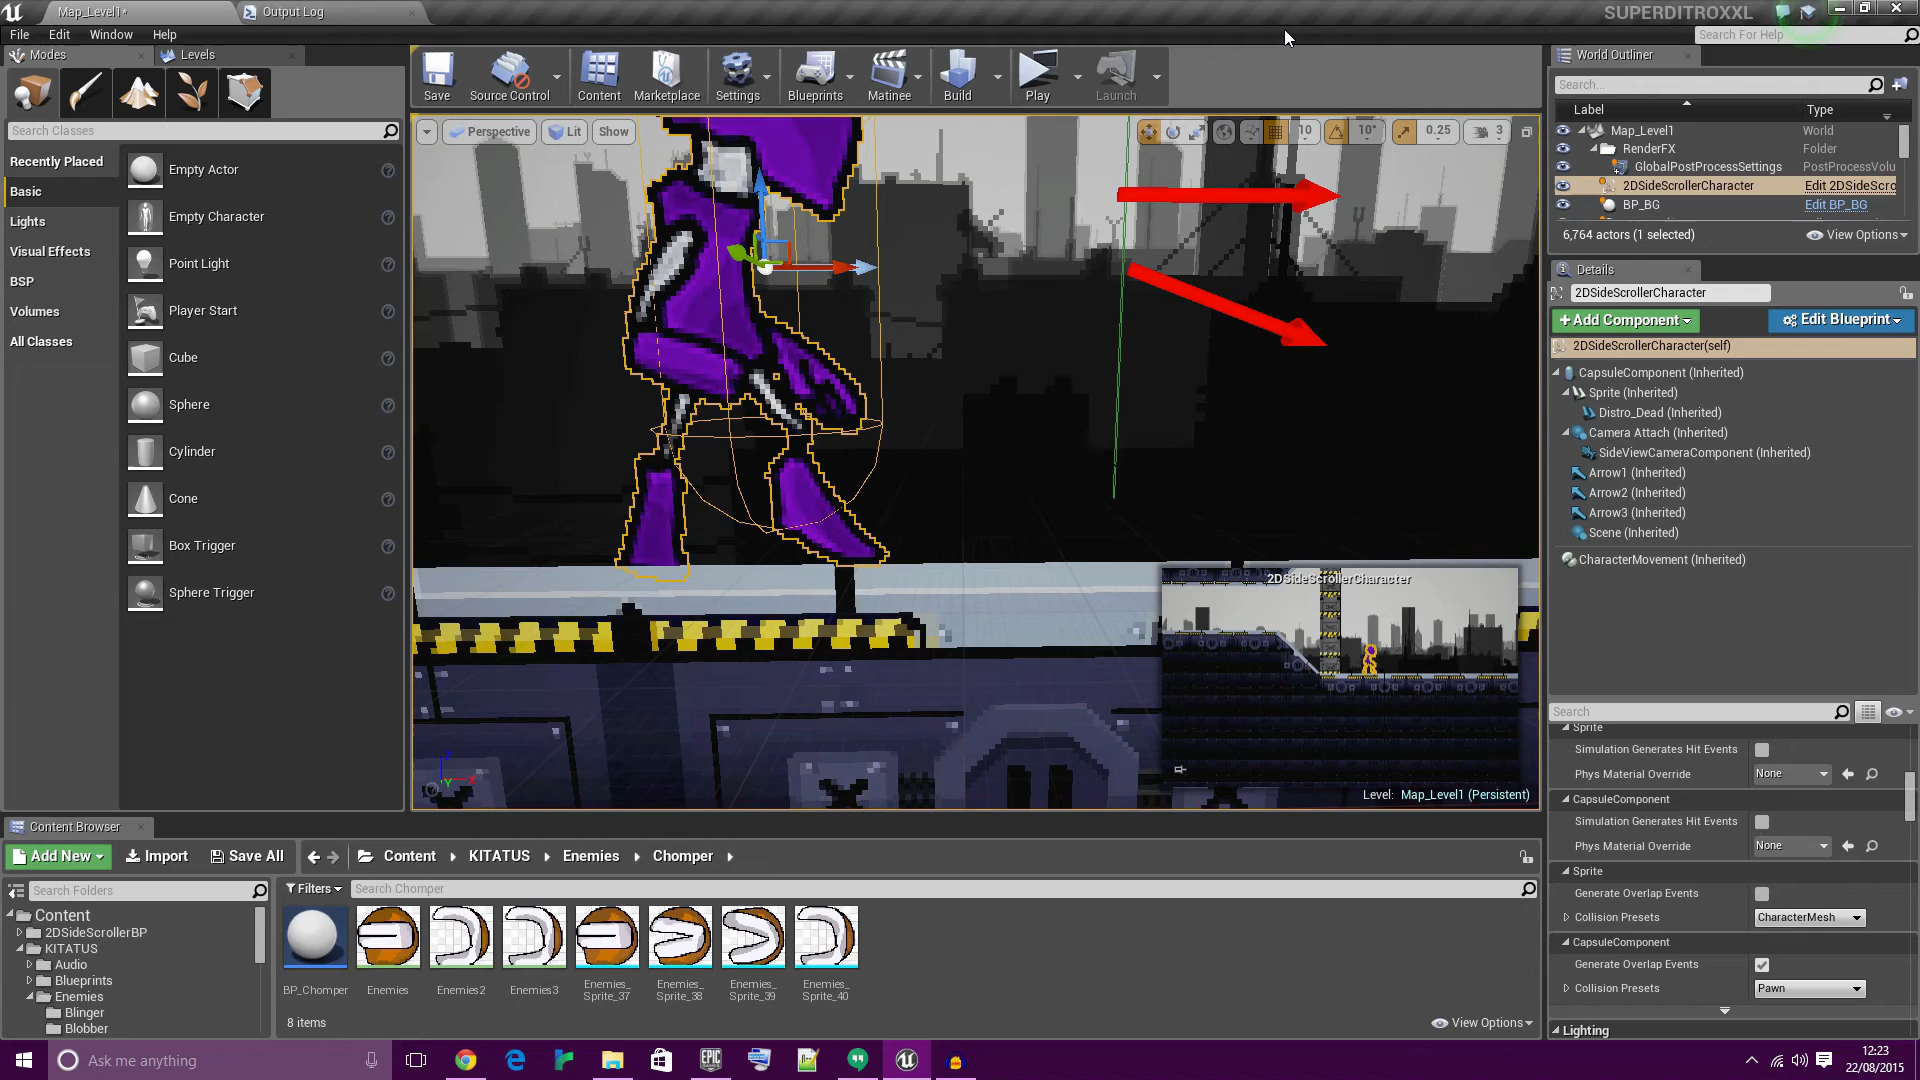 Map_Level1*
Output Log
SUPERDITROXXL
File
Edit
Window
Help
Search For Help
Modes
Levels
Search Classes
Recently Placed
Basic
Lights
Visual Effects
BSP
Volumes
All Classes
Empty Actor
Empty Character
Point Light
Player Start
Cube
Sphere
Cylinder
Cone
Box Trigger
Sphere Trigger
Save
Source Control
Content
Marketplace
Settings
Blueprints
Matinee
Build
Play
Launch
Perspective
Lit
Show
10
10°
0.25
3
2DSideScrollerCharacter
Level: Map_Level1 (Persistent)
World Outliner
Search...
Label
Type
Map_Level1
World
RenderFX
Folder
GlobalPostProcessSettings
PostProcessVolu
2DSideScrollerCharacter
Edit 2DSideScro
BP_BG
Edit BP_BG
6,764 actors (1 selected)
View Options
Details
2DSideScrollerCharacter
+Add Component
Edit Blueprint
2DSideScrollerCharacter(self)
CapsuleComponent (Inherited)
Sprite (Inherited)
Distro_Dead (Inherited)
Camera Attach (Inherited)
SideViewCameraComponent (Inherited)
Arrow1 (Inherited)
Arrow2 (Inherited)
Arrow3 (Inherited)
Scene (Inherited)
CharacterMovement (Inherited)
Search
Sprite
Simulation Generates Hit Events
Phys Material Override
None
CapsuleComponent
Simulation Generates Hit Events
Phys Material Override
None
Sprite
Generate Overlap Events
Collision Presets
CharacterMesh
CapsuleComponent
Generate Overlap Events
Collision Presets
Pawn
Lighting
Content Browser
Add New
Import
Save All
Content
KITATUS
Enemies
Chomper
Search Folders
Filters
Search Chomper
Content
2DSideScrollerBP
KITATUS
Audio
Blueprints
Enemies
Blinger
Blobber
BP_Chomper
Enemies
Enemies2
Enemies3
Enemies_
Sprite_37
Enemies_
Sprite_38
Enemies_
Sprite_39
Enemies_
Sprite_40
8 items
View Options
Ask me anything
EPIC
12:23
22/08/2015